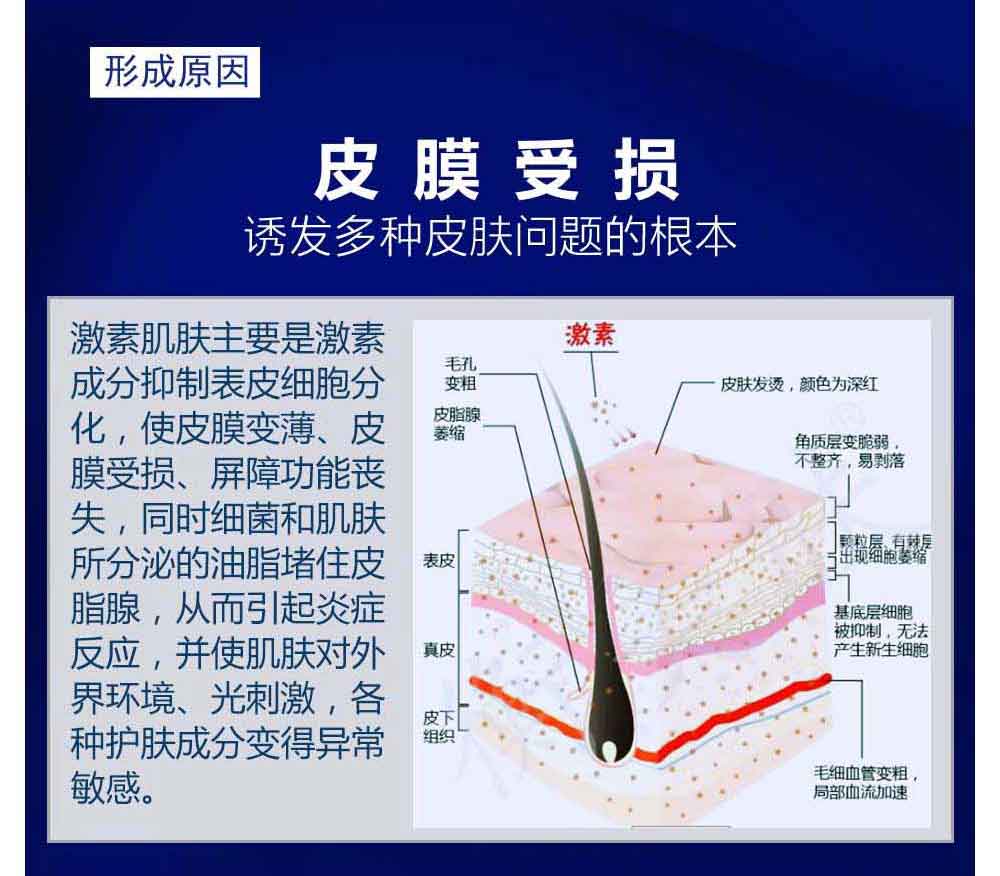 形成原因
皮膜受损
诱发多种皮肤问题的根本
激素肌肤主要是激素
成分抑制表皮细胞分
化，使皮膜变薄、皮
膜受损、屏障功能丧
失，同时细菌和肌肤
所分泌的油脂堵住皮
脂腺，从而引起炎症
反应，并使肌肤对外
界环境、光刺激，各
种护肤成分变得异常
敏感。
激素
毛孔
变粗
皮脂腺
萎缩
皮肤发烫，颜色为深红
角质层变脆弱，
不整齐，易剥落
颗粒层、有棘层
出现细胞萎缩
表皮
基底层细胞
被抑制，无法
产生新生细胞
真皮
皮下
组织
毛细血管变粗，
局部血流加速